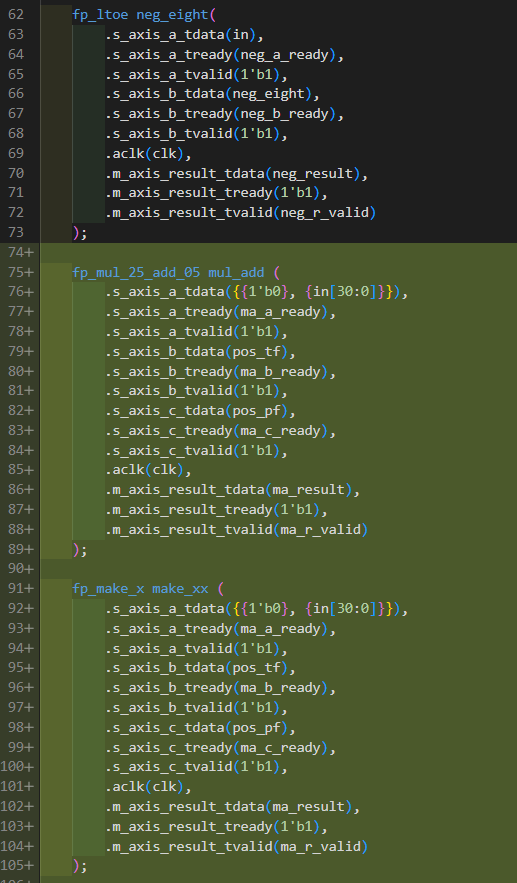 62 fp_ltoe neg_eight(
63 .s_axis_a_tdata(in),
64 .s_axis_a_tready(neg_a_ready),
65 .s_axis_a_tvalid(1'b1),
66 .s_axis_b_tdata(neg_eight),
67 .s_axis_b_tready(neg_b_ready),
68 .s_axis_b_tvalid(1'b1),
69 .aclk(clk),
70 .m_axis_result_tdata(neg_result),
71 .m_axis_result_tready(1'b1),
72 .m_axis_result_tvalid(neg_r_valid)
73 );
74+
75+ fp_mul_25_add_05 mul_add (
76+ .s_axis_a_tdata({{1'b0}, {in[30:0]}}),
77+ .s_axis_a_tready(ma_a_ready),
78+ .s_axis_a_tvalid(1'b1),
79+ .s_axis_b_tdata(pos_tf),
80+ .s_axis_b_tready(ma_b_ready),
81+ .s_axis_b_tvalid(1'b1),
82+ .s_axis_c_tdata(pos_pf),
83+ .s_axis_c_tready(ma_c_ready),
84+ .s_axis_c_tvalid(1'b1),
85+ .aclk(clk),
86+ .m_axis_result_tdata(ma_result),
87+ .m_axis_result_tready(1'b1),
88+ .m_axis_result_tvalid(ma_r_valid)
89+ );
90+
91+ fp_make_x make_xx (
92+ .s_axis_a_tdata({{1'b0}, {in[30:0]}}),
93+ .s_axis_a_tready(ma_a_ready),
94+ .s_axis_a_tvalid(1'b1),
95+ .s_axis_b_tdata(pos_tf),
96+ .s_axis_b_tready(ma_b_ready),
97+ .s_axis_b_tvalid(1'b1),
98+ .s_axis_c_tdata(pos_pf),
99+ .s_axis_c_tready(ma_c_ready),
100+ .s_axis_c_tvalid(1'b1),
101+ .aclk(clk),
102+ .m_axis_result_tdata(ma_result),
103+ .m_axis_result_tready(1'b1),
104+ .m_axis_result_tvalid(ma_r_valid)
105+ );